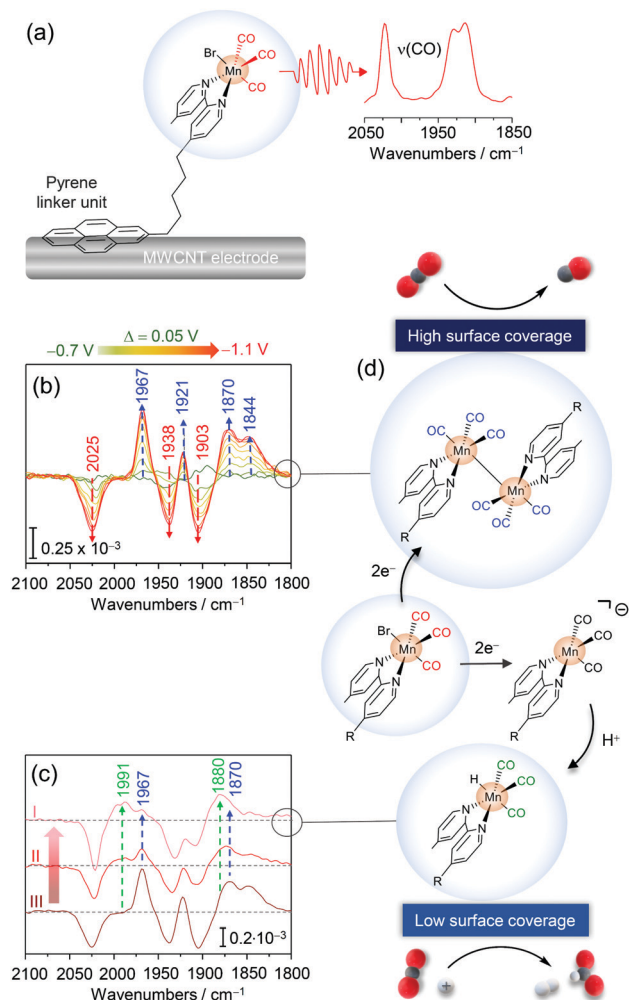 (a)
Br
Mn
CO
CO
CO
N
N
ν(CO)
2050
1950
1850
Wavenumbers / cm⁻¹
Pyrene
linker unit
MWCNT electrode
High surface coverage
Δ = 0.05 V
−0.7 V
−1.1 V
(b)
2025
1967
1938
1921
1903
1870
1844
0.25 x 10⁻³
2100
2050
2000
1950
1900
1850
1800
Wavenumbers / cm⁻¹
(d)
CO
OC
CO
Mn
N
N
R
R
N
N
Mn
OC
OC
CO
2e⁻
Br
CO
CO
CO
Mn
N
N
R
2e⁻
⊖
CO
CO
CO
Mn
N
N
R
H⁺
(c)
1991
1967
1880
1870
I
II
III
0.2·10⁻³
2100
2050
2000
1950
1900
1850
1800
Wavenumbers / cm⁻¹
H
CO
CO
CO
Mn
N
N
R
Low surface coverage
+